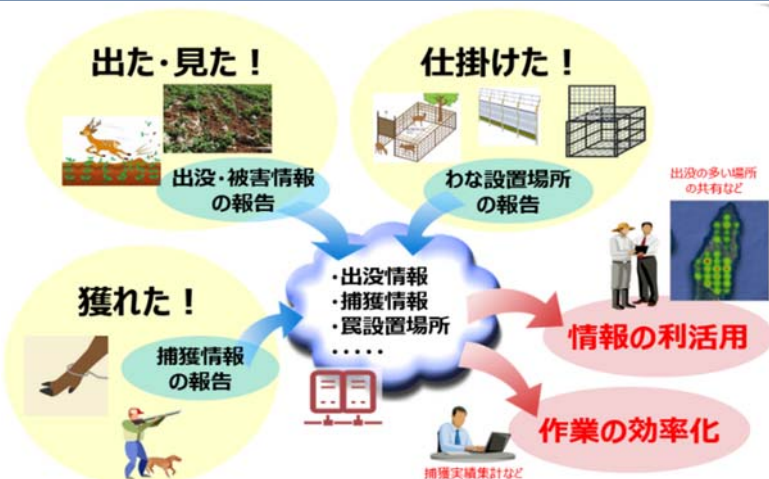 出た・見た！
出没・被害情報
の報告
仕掛けた！
わな設置場所
の報告
獲れた！
捕獲情報
の報告
・出没情報
・捕獲情報
・罠設置場所
・・・・・
出没の多い場所
の共有など
情報の利活用
作業の効率化
捕獲実績集計など